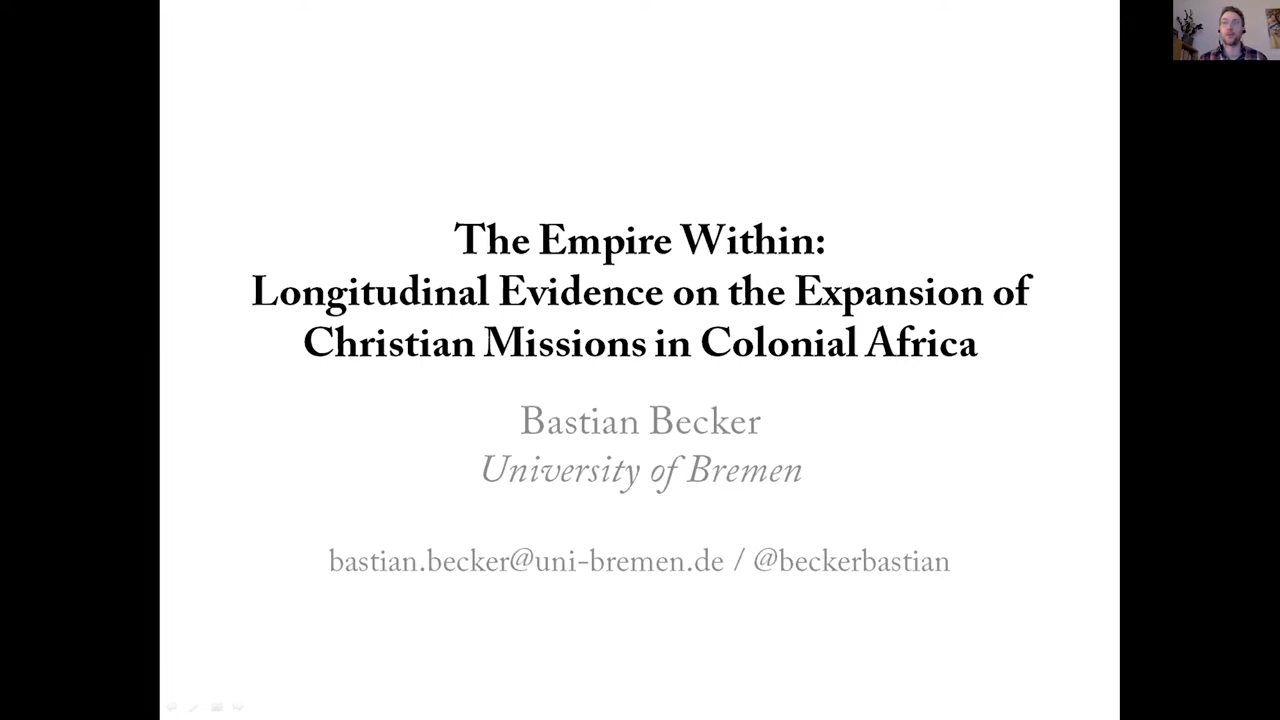 The Empire Within:
Longitudinal Evidence on the Expansion of
Christian Missions in Colonial Africa
Bastian Becker
University of Bremen
bastian.becker@uni-bremen.de / @beckerbastian